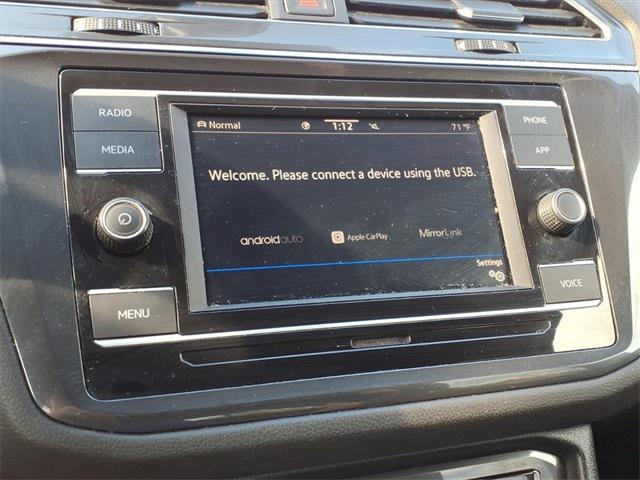 RADIO
MEDIA
MENU
Normal 1:12 71 °F
Welcome. Please connect a device using the USB.
androidauto Apple CarPlay MirrorLink
Settings
PHONE
APP
VOICE